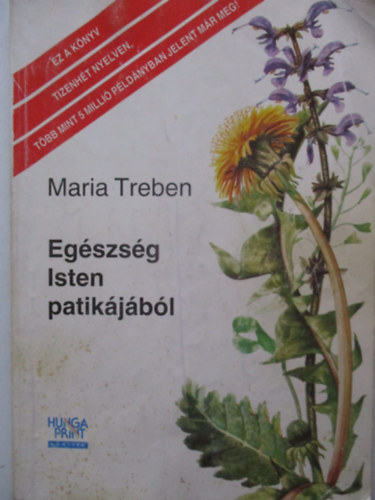 EZ A KÖNYV
TIZENHÉT NYELVEN,
TÖBB MINT 5 MILLIÓ PÉLDÁNYBAN JELENT MÁR MEG!
Maria Treben
Egészség
Isten
patikájából
HUNGA
PRINT